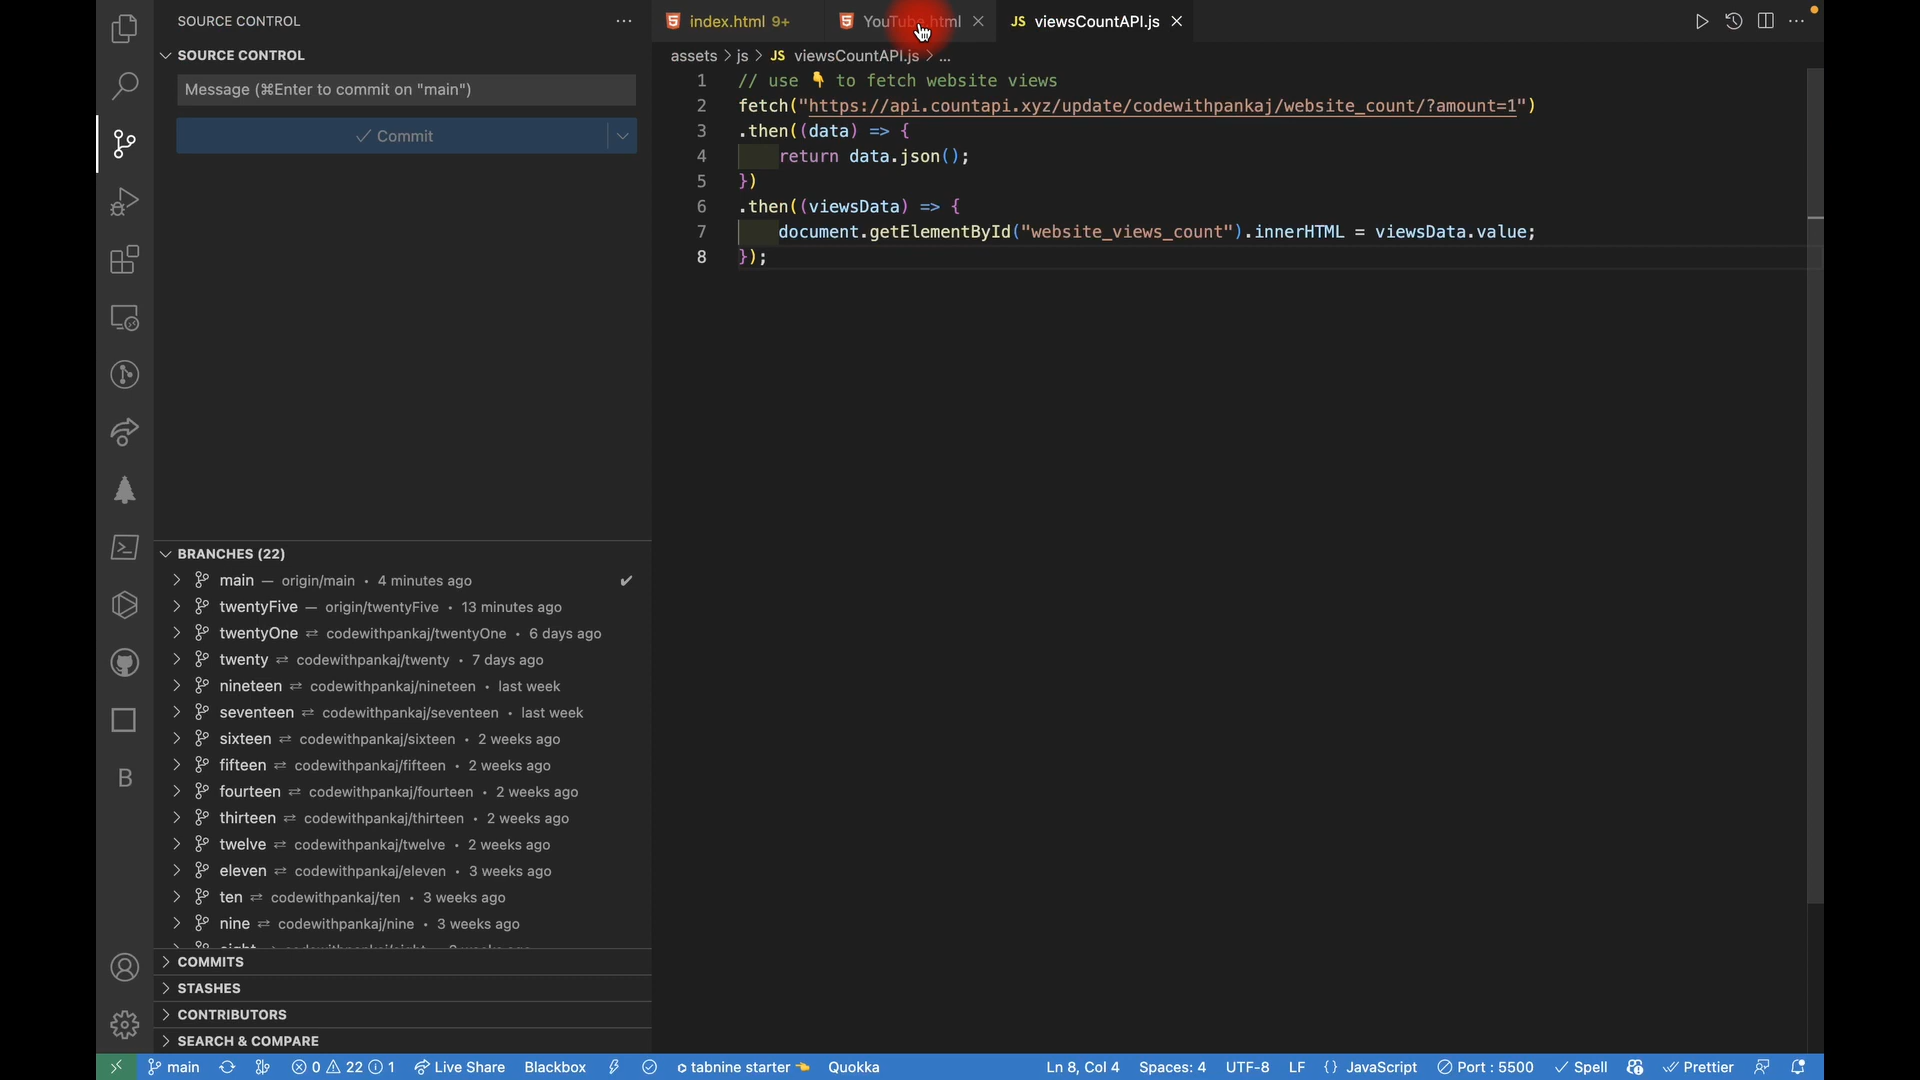 SOURCE CONTROL
SOURCE CONTROL
Message (⌘Enter to commit on "main")
Commit
BRANCHES (22)
main — origin/main • 4 minutes ago
twentyFive — origin/twentyFive • 13 minutes ago
twentyOne ⇄ codewithpankaj/twentyOne • 6 days ago
twenty ⇄ codewithpankaj/twenty • 7 days ago
nineteen ⇄ codewithpankaj/nineteen • last week
seventeen ⇄ codewithpankaj/seventeen • last week
sixteen ⇄ codewithpankaj/sixteen • 2 weeks ago
fifteen ⇄ codewithpankaj/fifteen • 2 weeks ago
fourteen ⇄ codewithpankaj/fourteen • 2 weeks ago
thirteen ⇄ codewithpankaj/thirteen • 2 weeks ago
twelve ⇄ codewithpankaj/twelve • 2 weeks ago
eleven ⇄ codewithpankaj/eleven • 3 weeks ago
ten ⇄ codewithpankaj/ten • 3 weeks ago
nine ⇄ codewithpankaj/nine • 3 weeks ago
COMMITS
STASHES
CONTRIBUTORS
SEARCH & COMPARE
B
index.html 9+
YouTube.html
JS viewsCountAPI.js
assets > js > JS viewsCountAPI.js > ...
1 // use 👇 to fetch website views
2 fetch("https://api.countapi.xyz/update/codewithpankaj/website_count/?amount=1")
3 .then((data) => {
4 return data.json();
5 })
6 .then((viewsData) => {
7 document.getElementById("website_views_count").innerHTML = viewsData.value;
8 });
main 0 22 1 Live Share Blackbox tabnine starter 👈 Quokka Ln 8, Col 4 Spaces: 4 UTF-8 LF {} JavaScript Port : 5500 Spell Prettier